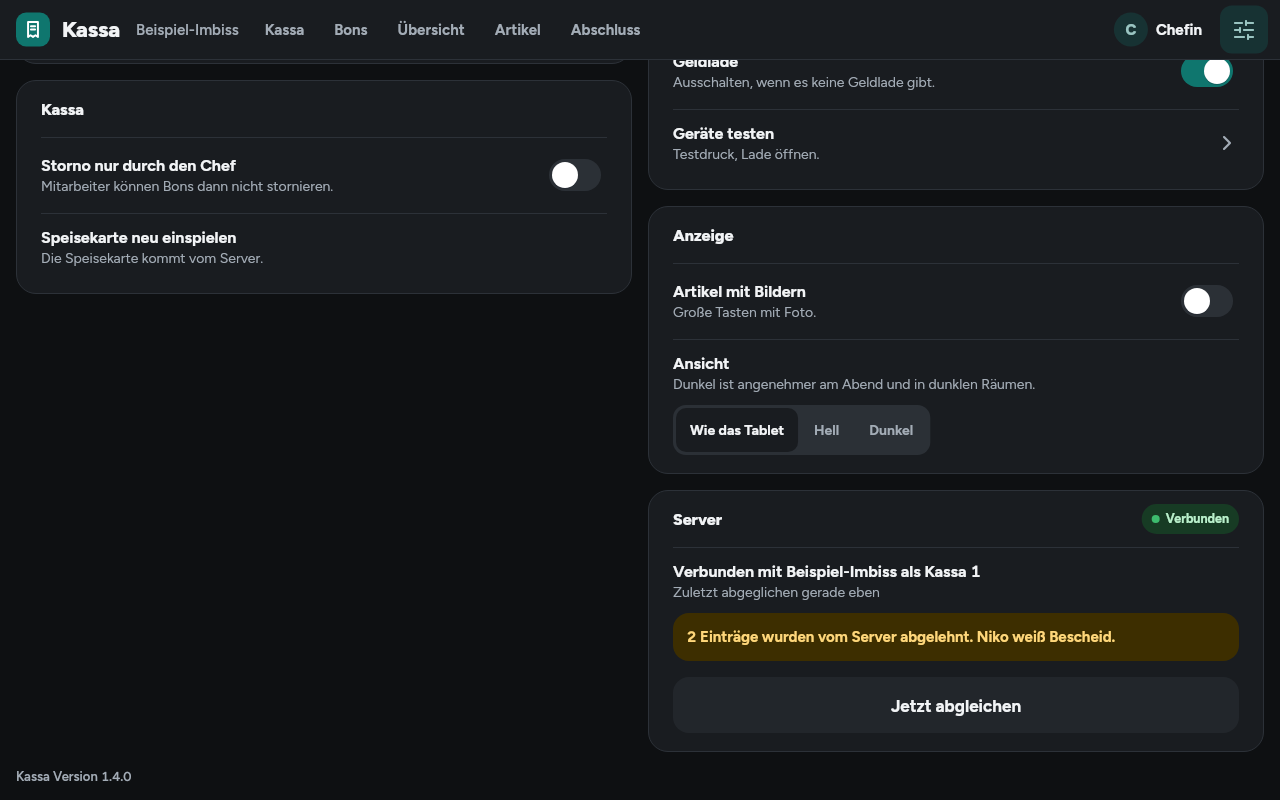 Kassa
Beispiel-Imbiss
Kassa
Bons
Übersicht
Artikel
Abschluss
C
Chefin
Kassa
Storno nur durch den Chef
Mitarbeiter können Bons dann nicht stornieren.
Speisekarte neu einspielen
Die Speisekarte kommt vom Server.
Geldlade
Ausschalten, wenn es keine Geldlade gibt.
Geräte testen
Testdruck, Lade öffnen.
Anzeige
Artikel mit Bildern
Große Tasten mit Foto.
Ansicht
Dunkel ist angenehmer am Abend und in dunklen Räumen.
Wie das Tablet
Hell
Dunkel
Server
Verbunden
Verbunden mit Beispiel-Imbiss als Kassa 1
Zuletzt abgeglichen gerade eben
2 Einträge wurden vom Server abgelehnt. Niko weiß Bescheid.
Jetzt abgleichen
Kassa Version 1.4.0